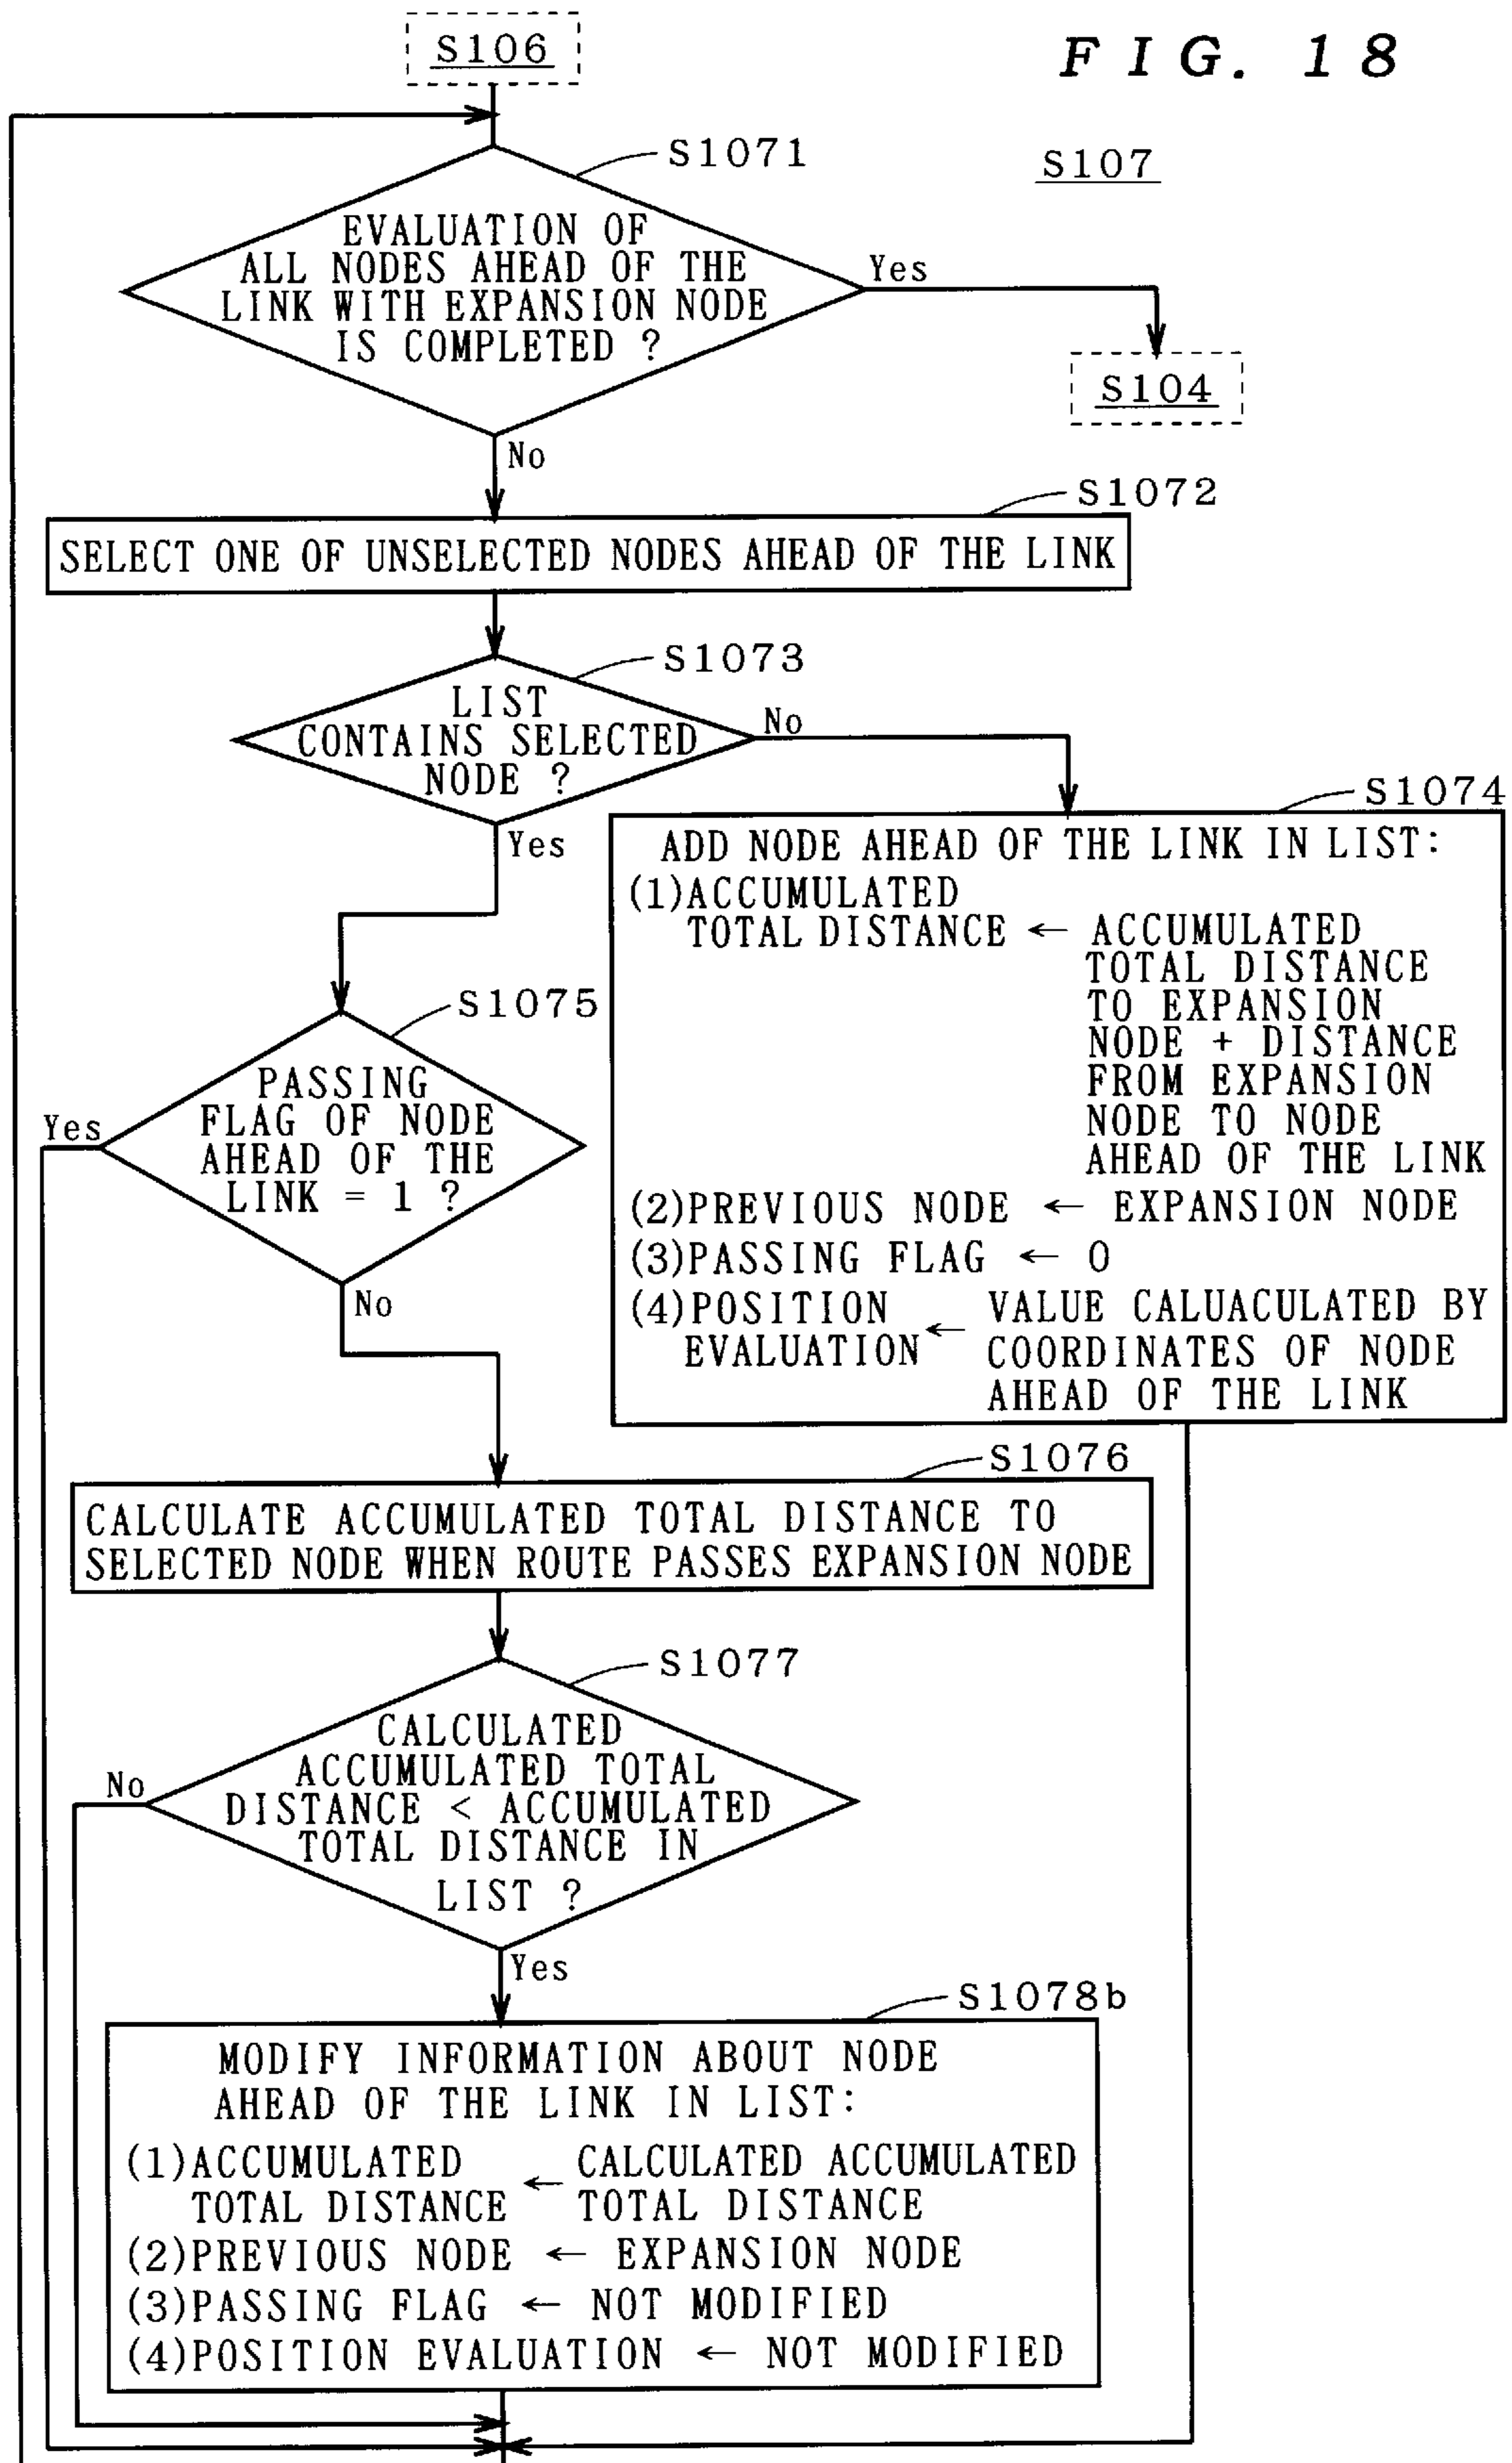 S106
F I G. 1 8
S107
S1071
EVALUATION OF
ALL NODES AHEAD OF THE
LINK WITH EXPANSION NODE
IS COMPLETED ?
Yes
S104
No
S1072
SELECT ONE OF UNSELECTED NODES AHEAD OF THE LINK
S1073
LIST
CONTAINS SELECTED
NODE ?
No
Yes
S1074
ADD NODE AHEAD OF THE LINK IN LIST:
(1)ACCUMULATED
TOTAL DISTANCE ← ACCUMULATED
TOTAL DISTANCE
TO EXPANSION
NODE + DISTANCE
FROM EXPANSION
NODE TO NODE
AHEAD OF THE LINK
(2)PREVIOUS NODE ← EXPANSION NODE
(3)PASSING FLAG ← 0
(4)POSITION EVALUATION ← VALUE CALUACULATED BY
COORDINATES OF NODE
AHEAD OF THE LINK
S1075
PASSING
FLAG OF NODE
AHEAD OF THE
LINK = 1 ?
Yes
No
S1076
CALCULATE ACCUMULATED TOTAL DISTANCE TO
SELECTED NODE WHEN ROUTE PASSES EXPANSION NODE
S1077
CALCULATED
ACCUMULATED TOTAL
DISTANCE < ACCUMULATED
TOTAL DISTANCE IN
LIST ?
No
Yes
S1078b
MODIFY INFORMATION ABOUT NODE
AHEAD OF THE LINK IN LIST:
(1)ACCUMULATED
TOTAL DISTANCE ← CALCULATED ACCUMULATED
TOTAL DISTANCE
(2)PREVIOUS NODE ← EXPANSION NODE
(3)PASSING FLAG ← NOT MODIFIED
(4)POSITION EVALUATION ← NOT MODIFIED